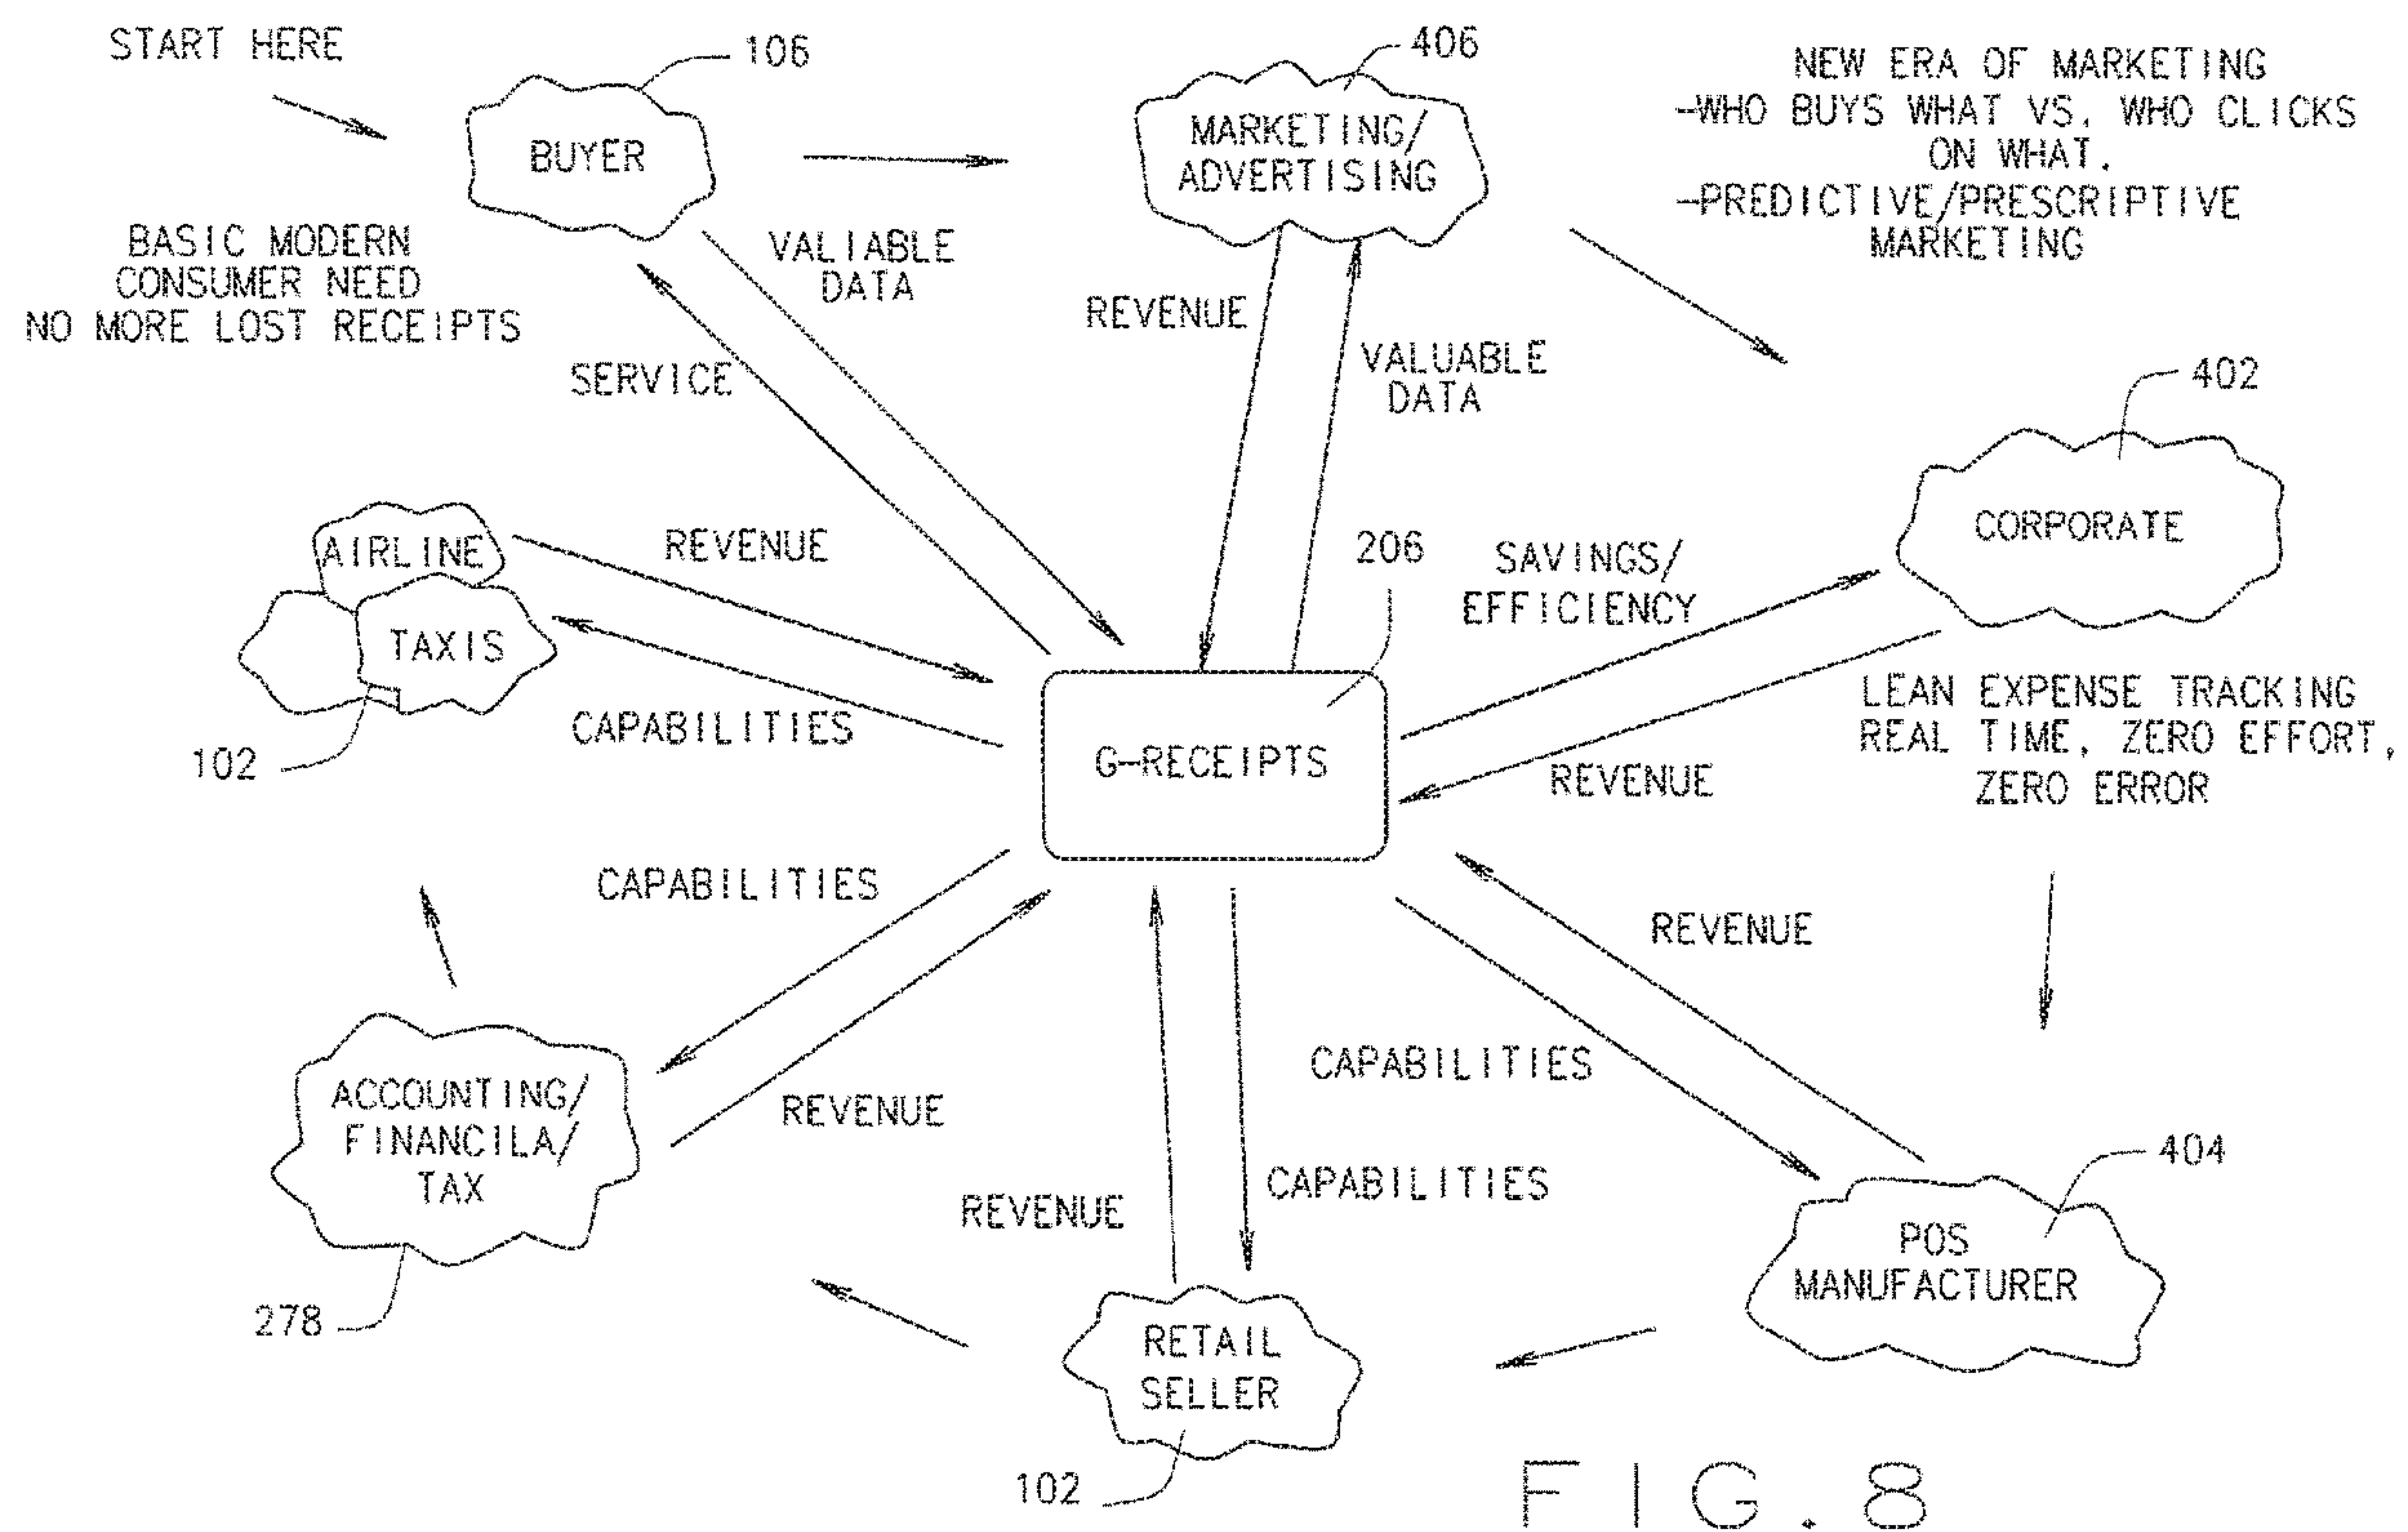 START HERE
106
406
BUYER
MARKETING/
ADVERTISING
NEW ERA OF MARKETING
-WHO BUYS WHAT VS. WHO CLICKS
ON WHAT.
-PREDICTIVE/PRESCRIPTIVE
MARKETING
BASIC MODERN
CONSUMER NEED
NO MORE LOST RECEIPTS
VALIABLE
DATA
REVENUE
SERVICE
VALUABLE
DATA
402
CORPORATE
AIRLINE
TAXIS
REVENUE
206
SAVINGS/
EFFICIENCY
CAPABILITIES
102
G-RECEIPTS
REVENUE
LEAN EXPENSE TRACKING
REAL TIME, ZERO EFFORT,
ZERO ERROR
CAPABILITIES
REVENUE
CAPABILITIES
ACCOUNTING/
FINANCILA/
TAX
REVENUE
REVENUE
CAPABILITIES
404
POS
MANUFACTURER
278
RETAIL
SELLER
102
FIG. 8